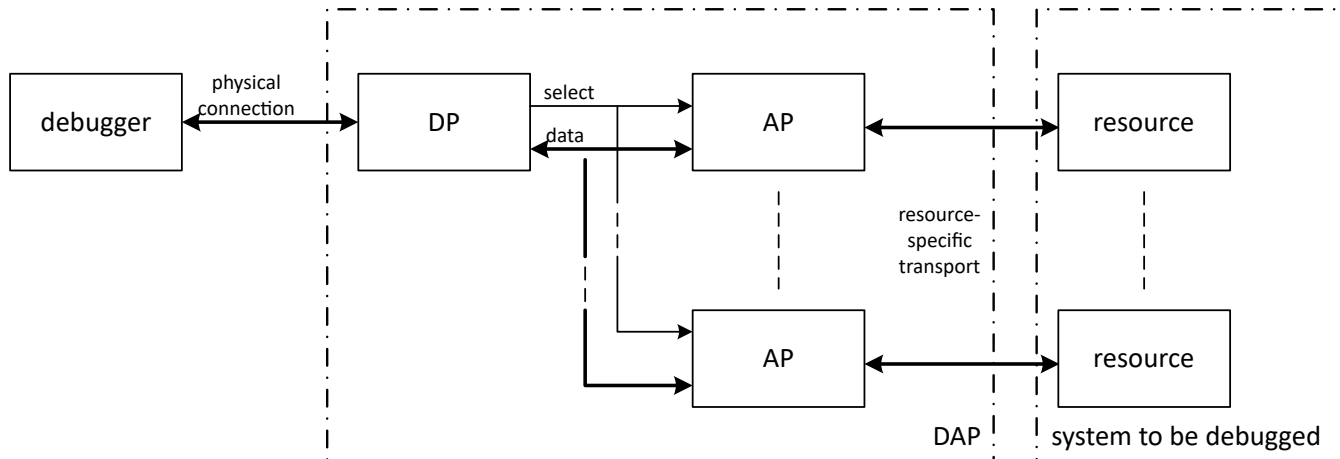 physical
connection
debugger
DP
select
data
AP
resource
resource-
specific
transport
AP
resource
DAP
system to be debugged